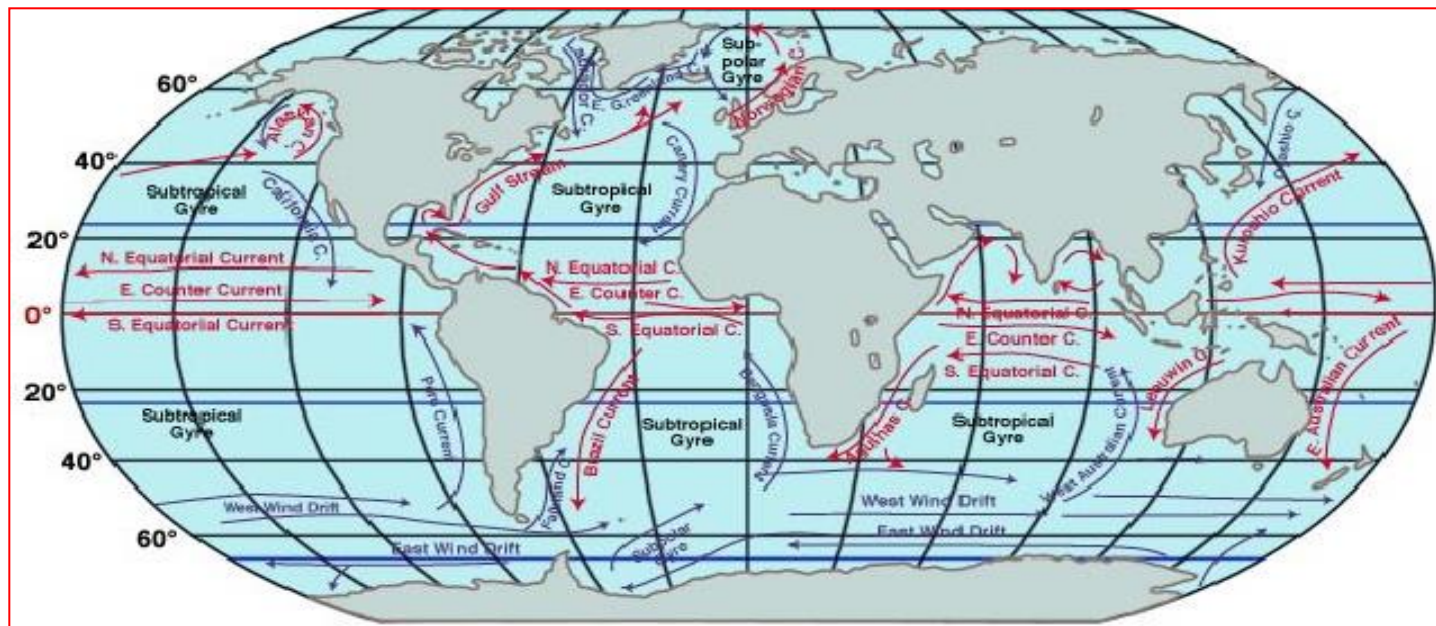 60°
40°
20°
0°
20°
40°
60°
Sub-
polar
Gyre
Norwegian C.
E. Greenland C.
Labrador C.
Alaskan C.
Oyashio C.
Subtropical
Gyre
California C.
Gulf Stream
Subtropical
Gyre
Canary Current
Kuroshio Current
N. Equatorial Current
E. Counter Current
S. Equatorial Current
N. Equatorial C.
E. Counter C.
S. Equatorial C.
N. Equatorial C.
E. Counter C.
S. Equatorial C.
Peru Current
Brazil Current
Benguela Current
Agulhas C.
West Australian Current
Leeuwin C.
E. Australian Current
Subtropical
Gyre
Subtropical
Gyre
Subtropical
Gyre
Falkland C.
West Wind Drift
West Wind Drift
East Wind Drift
East Wind Drift
Subpolar
Gyre